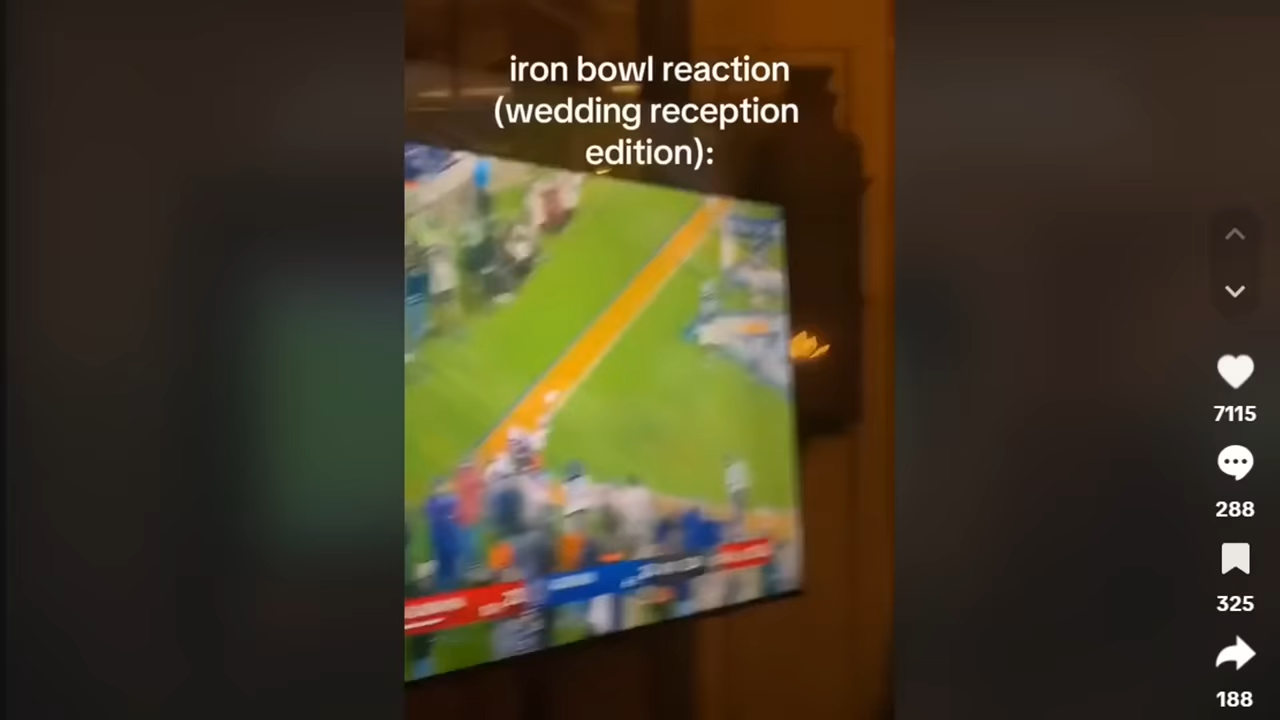 iron bowl reaction
(wedding reception
edition):
7115
288
325
188